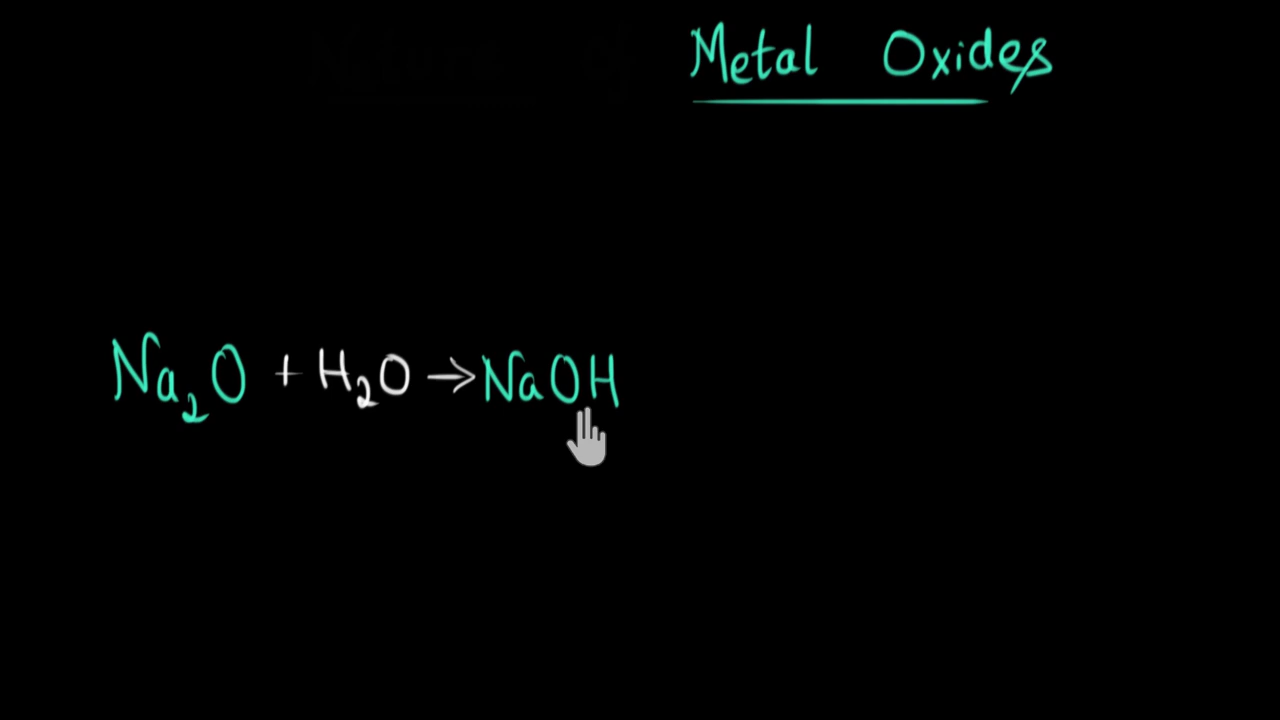 Metal Oxides
Na₂O + H₂O → NaOH